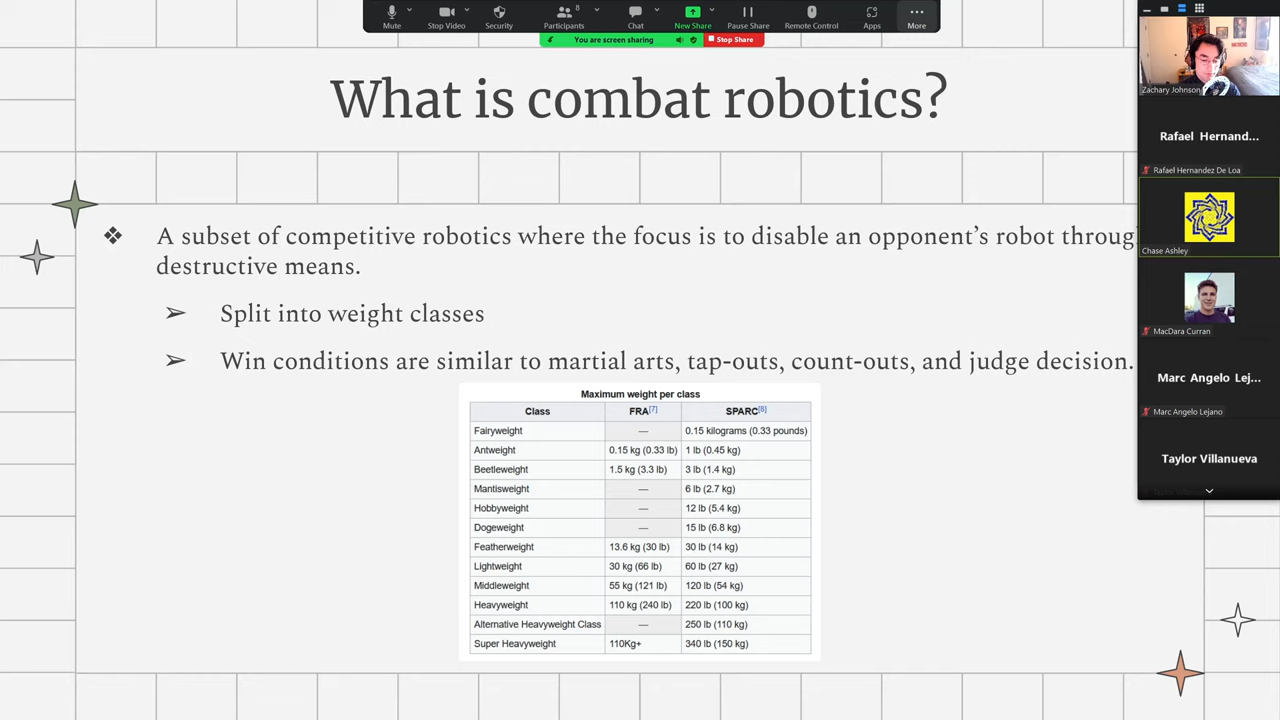 Mute
Stop Video
Security
Participants
8
Chat
New Share
Pause Share
Remote Control
Apps
More
You are screen sharing
Stop Share
What is combat robotics?
A subset of competitive robotics where the focus is to disable an opponent's robot throug
destructive means.
Split into weight classes
Win conditions are similar to martial arts, tap-outs, count-outs, and judge decision.
Maximum weight per class
Class FRA[7] SPARC[8]
Fairyweight — 0.15 kilograms (0.33 pounds)
Antweight 0.15 kg (0.33 lb) 1 lb (0.45 kg)
Beetleweight 1.5 kg (3.3 lb) 3 lb (1.4 kg)
Mantisweight — 6 lb (2.7 kg)
Hobbyweight — 12 lb (5.4 kg)
Dogeweight — 15 lb (6.8 kg)
Featherweight 13.6 kg (30 lb) 30 lb (14 kg)
Lightweight 30 kg (66 lb) 60 lb (27 kg)
Middleweight 55 kg (121 lb) 120 lb (54 kg)
Heavyweight 110 kg (240 lb) 220 lb (100 kg)
Alternative Heavyweight Class — 250 lb (110 kg)
Super Heavyweight 110Kg+ 340 lb (150 kg)
Zachary Johnson
Rafael Hernand...
Rafael Hernandez De Loa
Chase Ashley
MacDara Curran
Marc Angelo Lej...
Marc Angelo Lejano
Taylor Villanueva